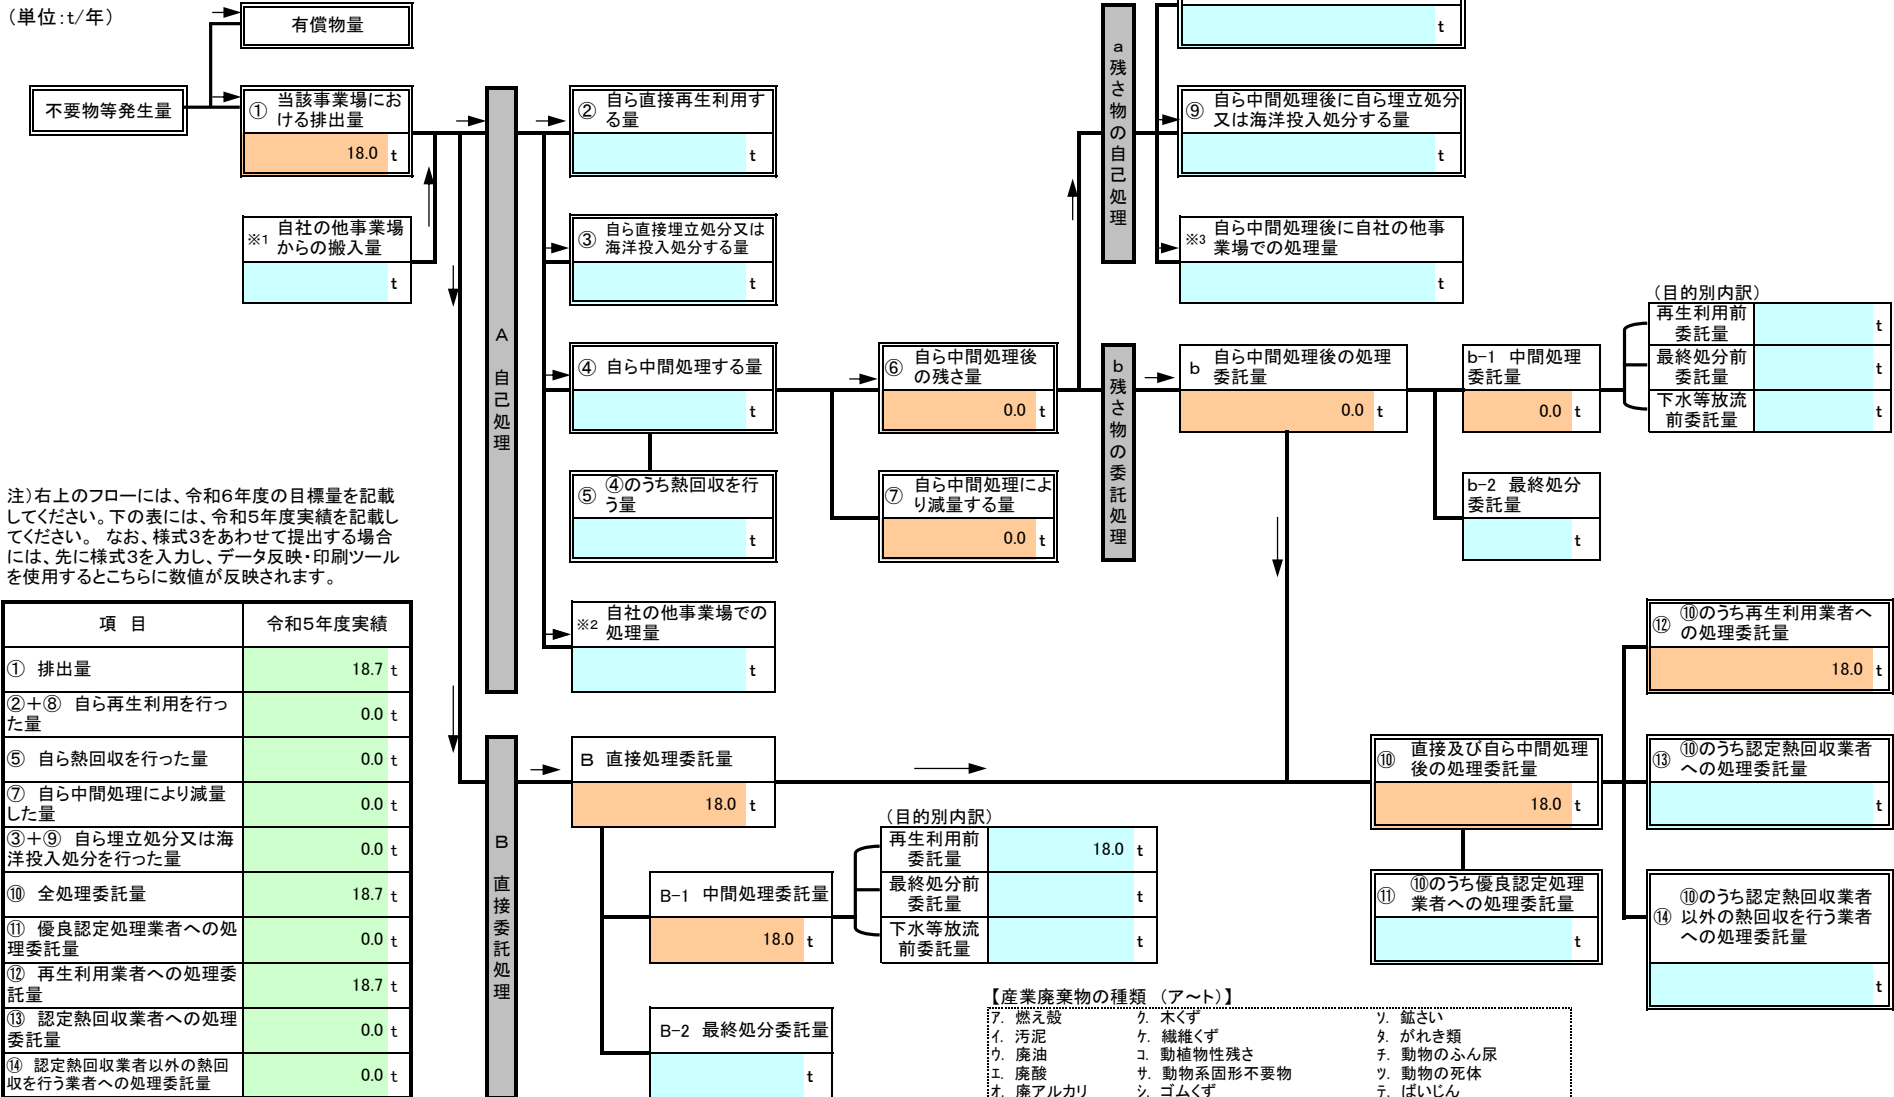 （単位：t/年）
有償物量
不要物等発生量
① 当該事業場にお
ける排出量
18.0 t
※1 自社の他事業場
からの搬入量
t
A 自己処理
② 自ら直接再生利用す
る量
t
③ 自ら直接埋立処分又は
海洋投入処分する量
t
④ 自ら中間処理する量
t
⑤ ④のうち熱回収を行
う量
t
※2 自社の他事業場での
処理量
t
⑥ 自ら中間処理後
の残さ量
0.0 t
⑦ 自ら中間処理によ
り減量する量
0.0 t
a 残さ物の自己処理
t
⑨ 自ら中間処理後に自ら埋立処分
又は海洋投入処分する量
t
※3 自ら中間処理後に自社の他事
業場での処理量
t
b 残さ物の委託処理
b 自ら中間処理後の処理
委託量
0.0 t
b-1 中間処理
委託量
0.0 t
（目的別内訳）
再生利用前
委託量
t
最終処分前
委託量
t
下水等放流
前委託量
t
b-2 最終処分
委託量
t
注）右上のフローには、令和6年度の目標量を記載
してください。下の表には、令和5年度実績を記載し
てください。 なお、様式3をあわせて提出する場合
には、先に様式3を入力し、データ反映・印刷ツール
を使用するとこちらに数値が反映されます。
項 目 令和5年度実績
① 排出量 18.7 t
②＋⑧ 自ら再生利用を行っ
た量 0.0 t
⑤ 自ら熱回収を行った量 0.0 t
⑦ 自ら中間処理により減量
した量 0.0 t
③＋⑨ 自ら埋立処分又は海
洋投入処分を行った量 0.0 t
⑩ 全処理委託量 18.7 t
⑪ 優良認定処理業者への処
理委託量 0.0 t
⑫ 再生利用業者への処理委
託量 18.7 t
⑬ 認定熱回収業者への処理
委託量 0.0 t
⑭ 認定熱回収業者以外の熱回
収を行う業者への処理委託量 0.0 t
B 直接委託処理
B 直接処理委託量
18.0 t
B-1 中間処理委託量
18.0 t
（目的別内訳）
再生利用前
委託量
18.0 t
最終処分前
委託量
t
下水等放流
前委託量
t
B-2 最終処分委託量
t
⑩ 直接及び自ら中間処理
後の処理委託量
18.0 t
⑪ ⑩のうち優良認定処理
業者への処理委託量
t
⑫ ⑩のうち再生利用業者へ
の処理委託量
18.0 t
⑬ ⑩のうち認定熱回収業者
への処理委託量
t
⑭ ⑩のうち認定熱回収業者
以外の熱回収を行う業者
への処理委託量
t
【産業廃棄物の種類 （ア～ト）】
ア. 燃え殻 ク. 木くず ソ. 鉱さい
イ. 汚泥 ケ. 繊維くず タ. がれき類
ウ. 廃油 コ. 動植物性残さ チ. 動物のふん尿
エ. 廃酸 サ. 動物系固形不要物 ツ. 動物の死体
オ. 廃アルカリ シ. ゴムくず テ. ばいじん